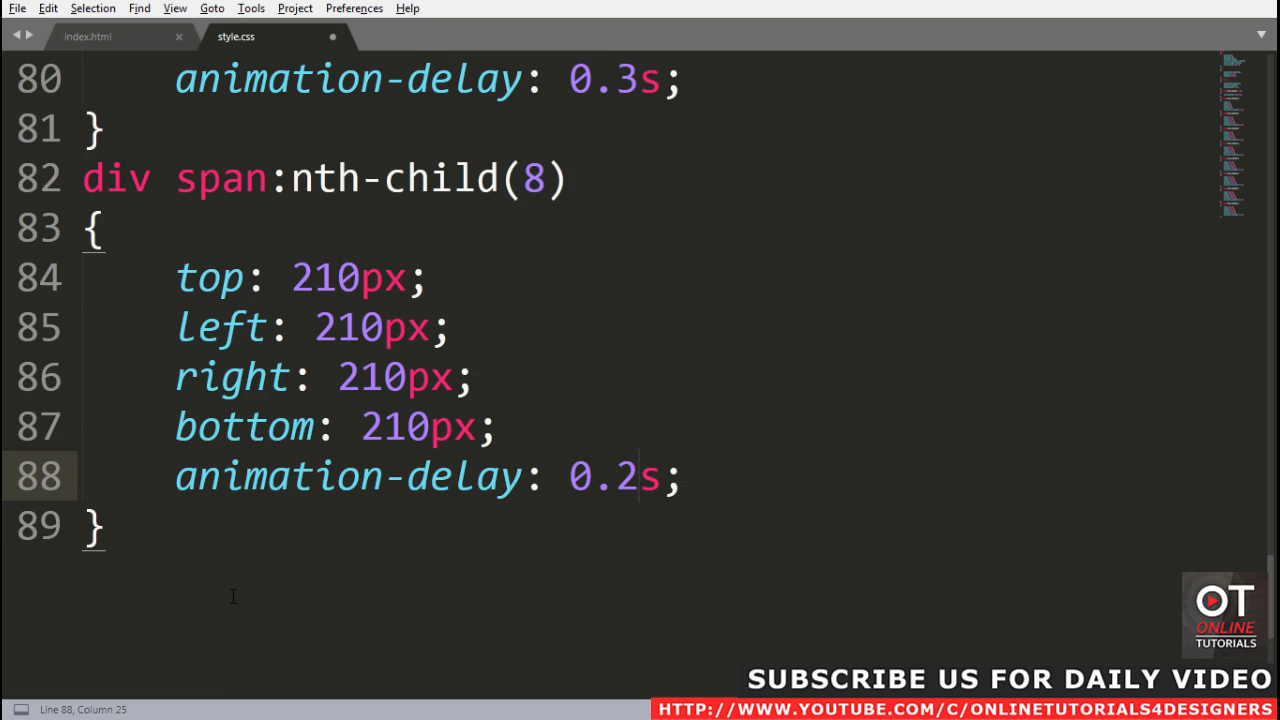 File Edit Selection Find View Goto Tools Project Preferences Help
index.html style.css
80 animation-delay: 0.3s;
81 }
82 div span:nth-child(8)
83 {
84 top: 210px;
85 left: 210px;
86 right: 210px;
87 bottom: 210px;
88 animation-delay: 0.2s;
89 }
OT
ONLINE
TUTORIALS
SUBSCRIBE US FOR DAILY VIDEO
HTTP://WWW.YOUTUBE.COM/C/ONLINETUTORIALS4DESIGNERS
Line 88, Column 25